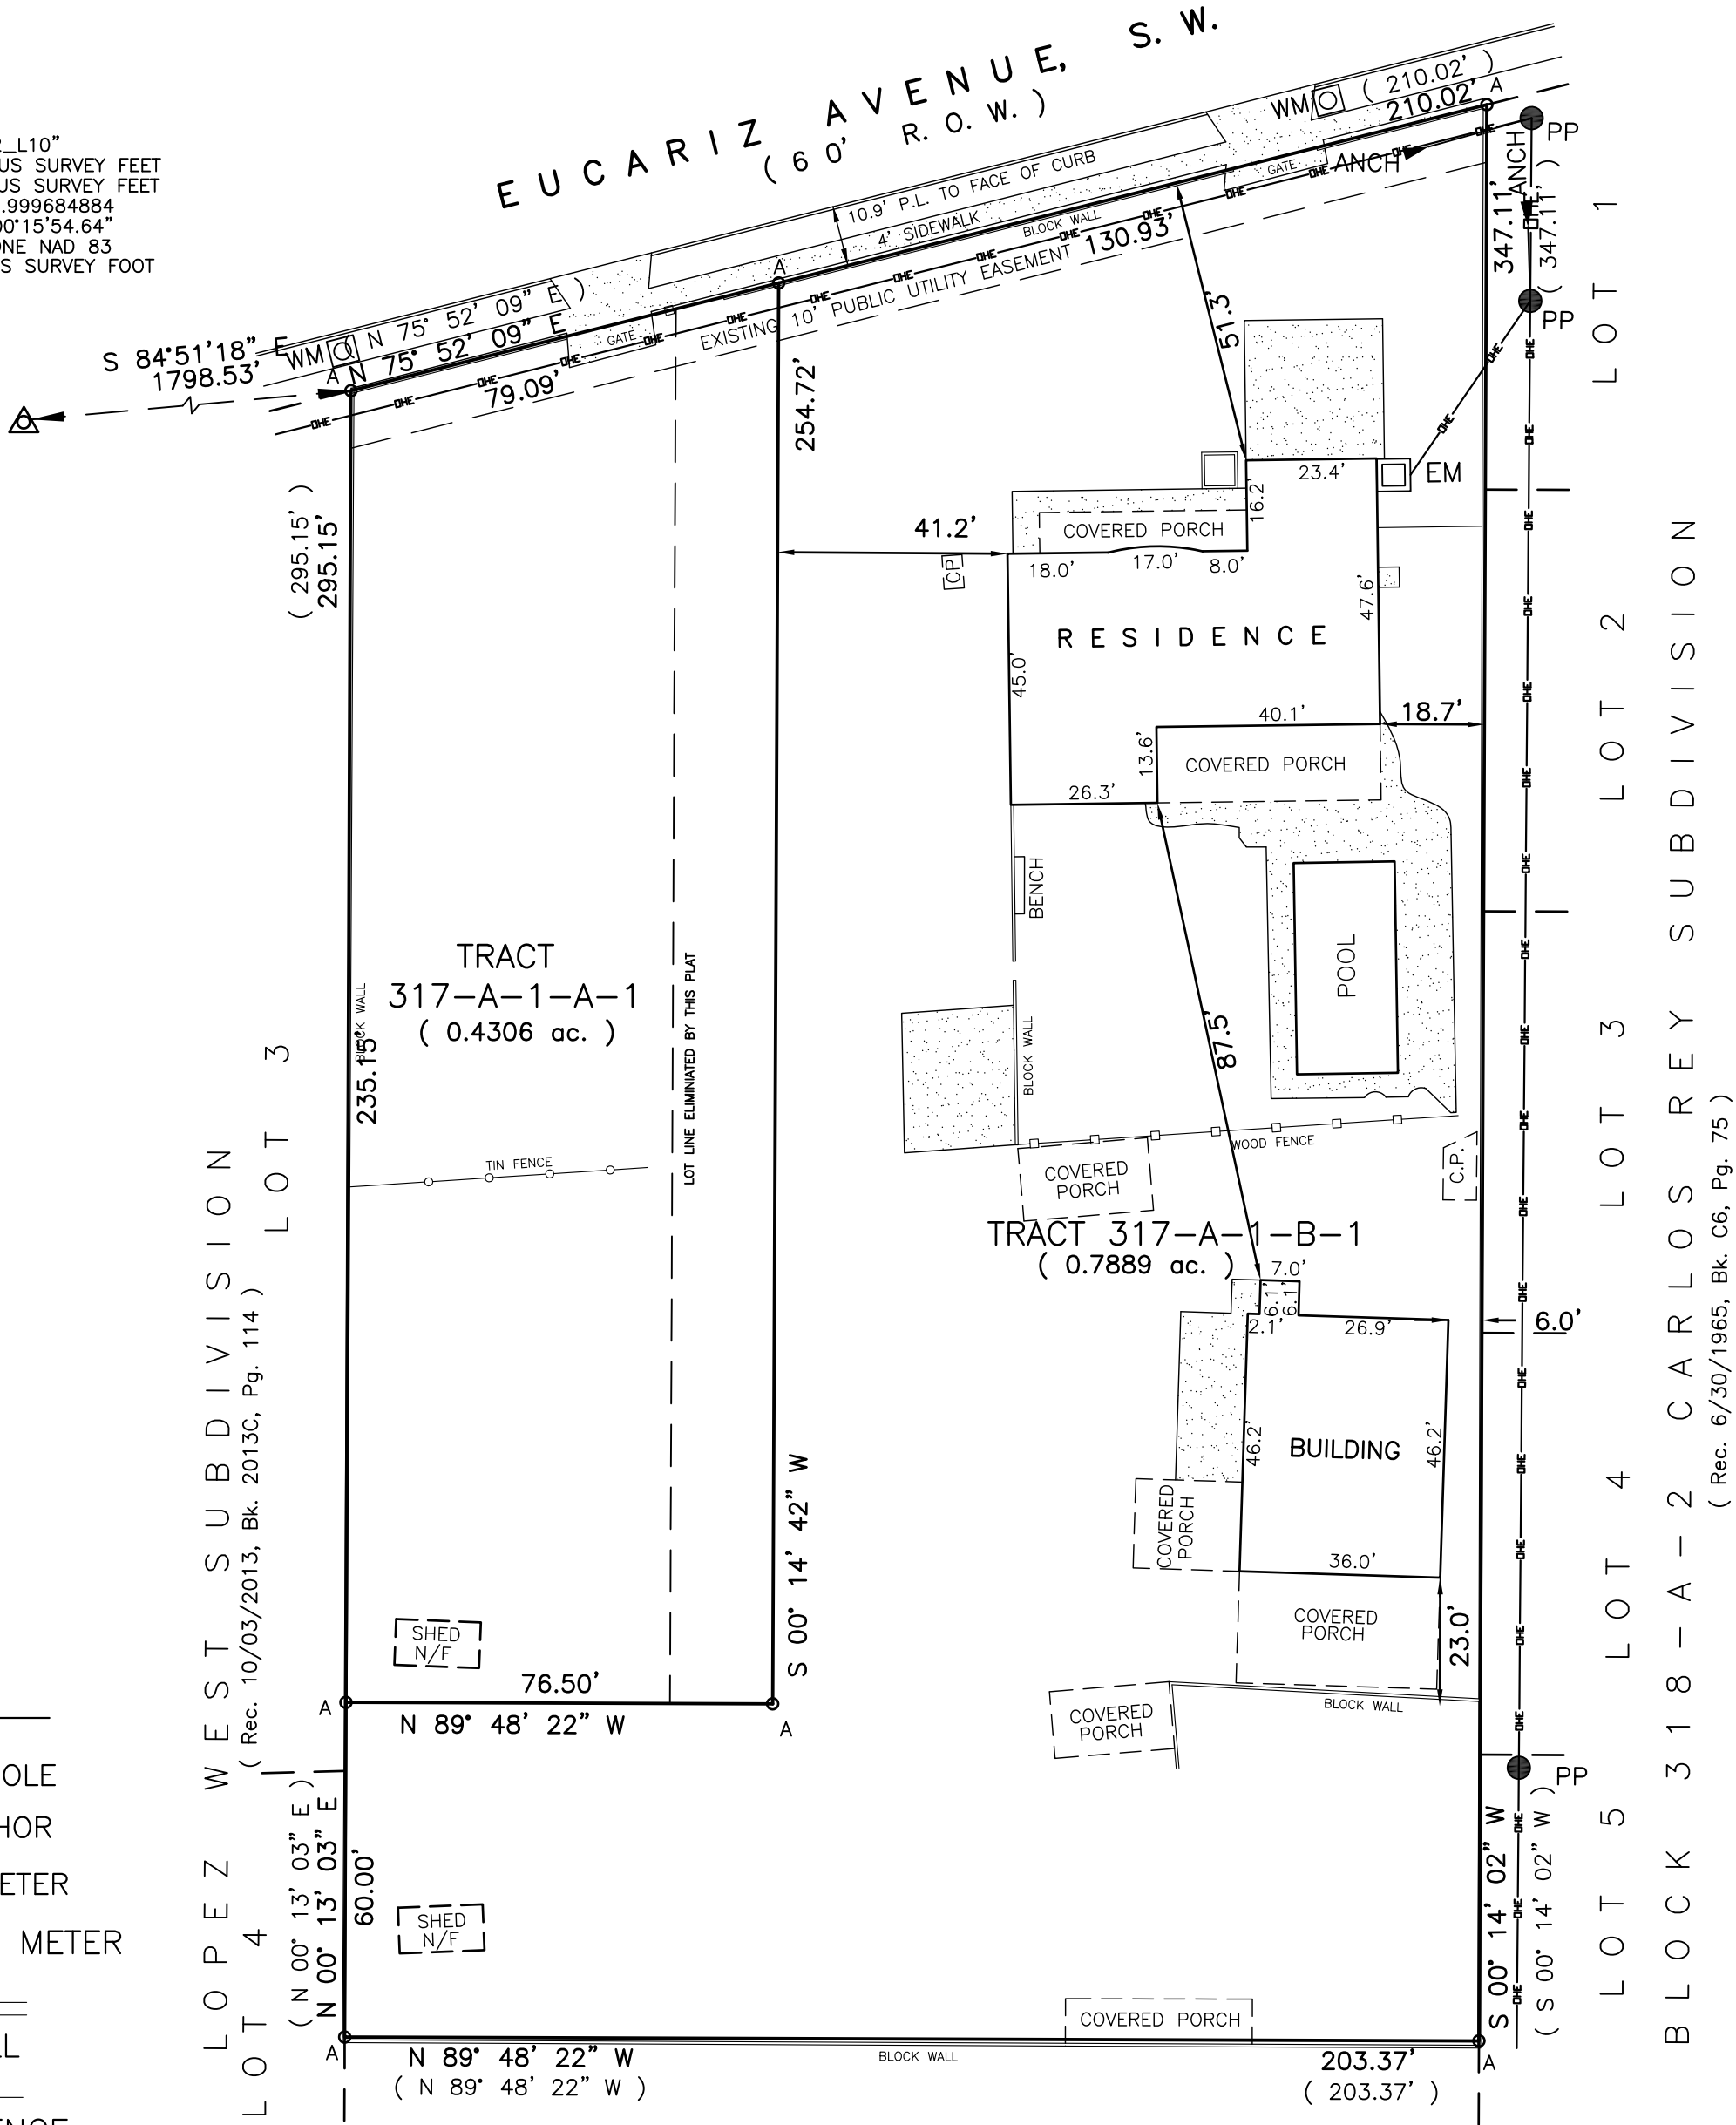 EUCARIZ AVENUE, S. W.
( 60' R. O. W. )
L10"
US SURVEY FEET
US SURVEY FEET
.999684884
00°15'54.64"
NE NAD 83
S SURVEY FOOT
WM
( 210.02' )
210.02'
A
PP
ANCH
ANCH
10.9' P.L. TO FACE OF CURB
4' SIDEWALK
BLOCK WALL
GATE
130.93'
EXISTING 10' PUBLIC UTILITY EASEMENT
OHE
347.11'
( 347.11' )
PP
LOT 1
A
N 75° 52' 09" E )
N 75° 52' 09" E
WM
GATE
79.09'
S 84°51'18" E
1798.53'
A
254.72'
51.3'
23.4'
EM
16.2'
( 295.15' )
295.15'
41.2'
CP
COVERED PORCH
18.0'
17.0'
8.0'
47.6'
RESIDENCE
45.0'
40.1'
18.7'
13.6'
COVERED PORCH
26.3'
LOT 2
BENCH
POOL
TRACT
317-A-1-A-1
( 0.4306 ac. )
LOT LINE ELIMINIATED BY THIS PLAT
BLOCK WALL
235.15'
BLOCK WALL
87.5'
LOT 3
LOT 3
TIN FENCE
WOOD FENCE
COVERED
PORCH
C.P.
TRACT 317-A-1-B-1
( 0.7889 ac. )
7.0'
6.1'
6.1'
2.1'
26.9'
6.0'
46.2'
BUILDING
46.2'
COVERED
PORCH
36.0'
COVERED
PORCH
23.0'
LOT 4
S 00° 14' 42" W
SHED
N/F
76.50'
A
N 89° 48' 22" W
A
COVERED
PORCH
BLOCK WALL
PP
LOPEZ WEST SUBDIVISION
( Rec. 10/03/2013, Bk. 2013C, Pg. 114 )
BLOCK 318-A-2 CARLOS REY SUBDIVISION
( Rec. 6/30/1965, Bk. C6, Pg. 75 )
OLE
HOR
ETER
METER
LL
ENCE
LOT 4
( N 00° 13' 03" E )
N 00° 13' 03" E
60.00'
SHED
N/F
S 00° 14' 02" W
( S 00° 14' 02" W )
LOT 5
COVERED PORCH
A
N 89° 48' 22" W
( N 89° 48' 22" W )
BLOCK WALL
203.37'
( 203.37' )
A